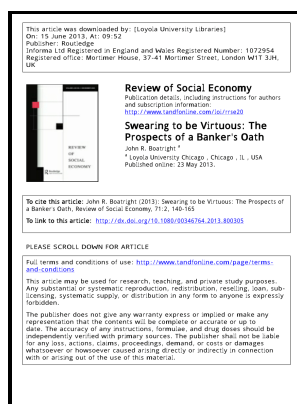 This article was downloaded by: [Loyola University Libraries]
On: 15 June 2013, At: 09:52
Publisher: Routledge
Informa Ltd Registered in England and Wales Registered Number: 1072954
Registered office: Mortimer House, 37-41 Mortimer Street, London W1T 3JH,
UK
REVIEW
OF
SOCIAL
ECONOMY
Review of Social Economy
Publication details, including instructions for authors
and subscription information:
http://www.tandfonline.com/loi/rrse20
Swearing to be Virtuous: The
Prospects of a Banker's Oath
John R. Boatright a
a Loyola University Chicago , Chicago , IL , USA
Published online: 23 May 2013.
To cite this article: John R. Boatright (2013): Swearing to be Virtuous: The Prospects of
a Banker's Oath, Review of Social Economy, 71:2, 140-165
To link to this article: http://dx.doi.org/10.1080/00346764.2013.800305
PLEASE SCROLL DOWN FOR ARTICLE
Full terms and conditions of use: http://www.tandfonline.com/page/terms-
and-conditions
This article may be used for research, teaching, and private study purposes.
Any substantial or systematic reproduction, redistribution, reselling, loan, sub-
licensing, systematic supply, or distribution in any form to anyone is expressly
forbidden.
The publisher does not give any warranty express or implied or make any
representation that the contents will be complete or accurate or up to
date. The accuracy of any instructions, formulae, and drug doses should be
independently verified with primary sources. The publisher shall not be liable
for any loss, actions, claims, proceedings, demand, or costs or damages
whatsoever or howsoever caused arising directly or indirectly in connection
with or arising out of the use of this material.